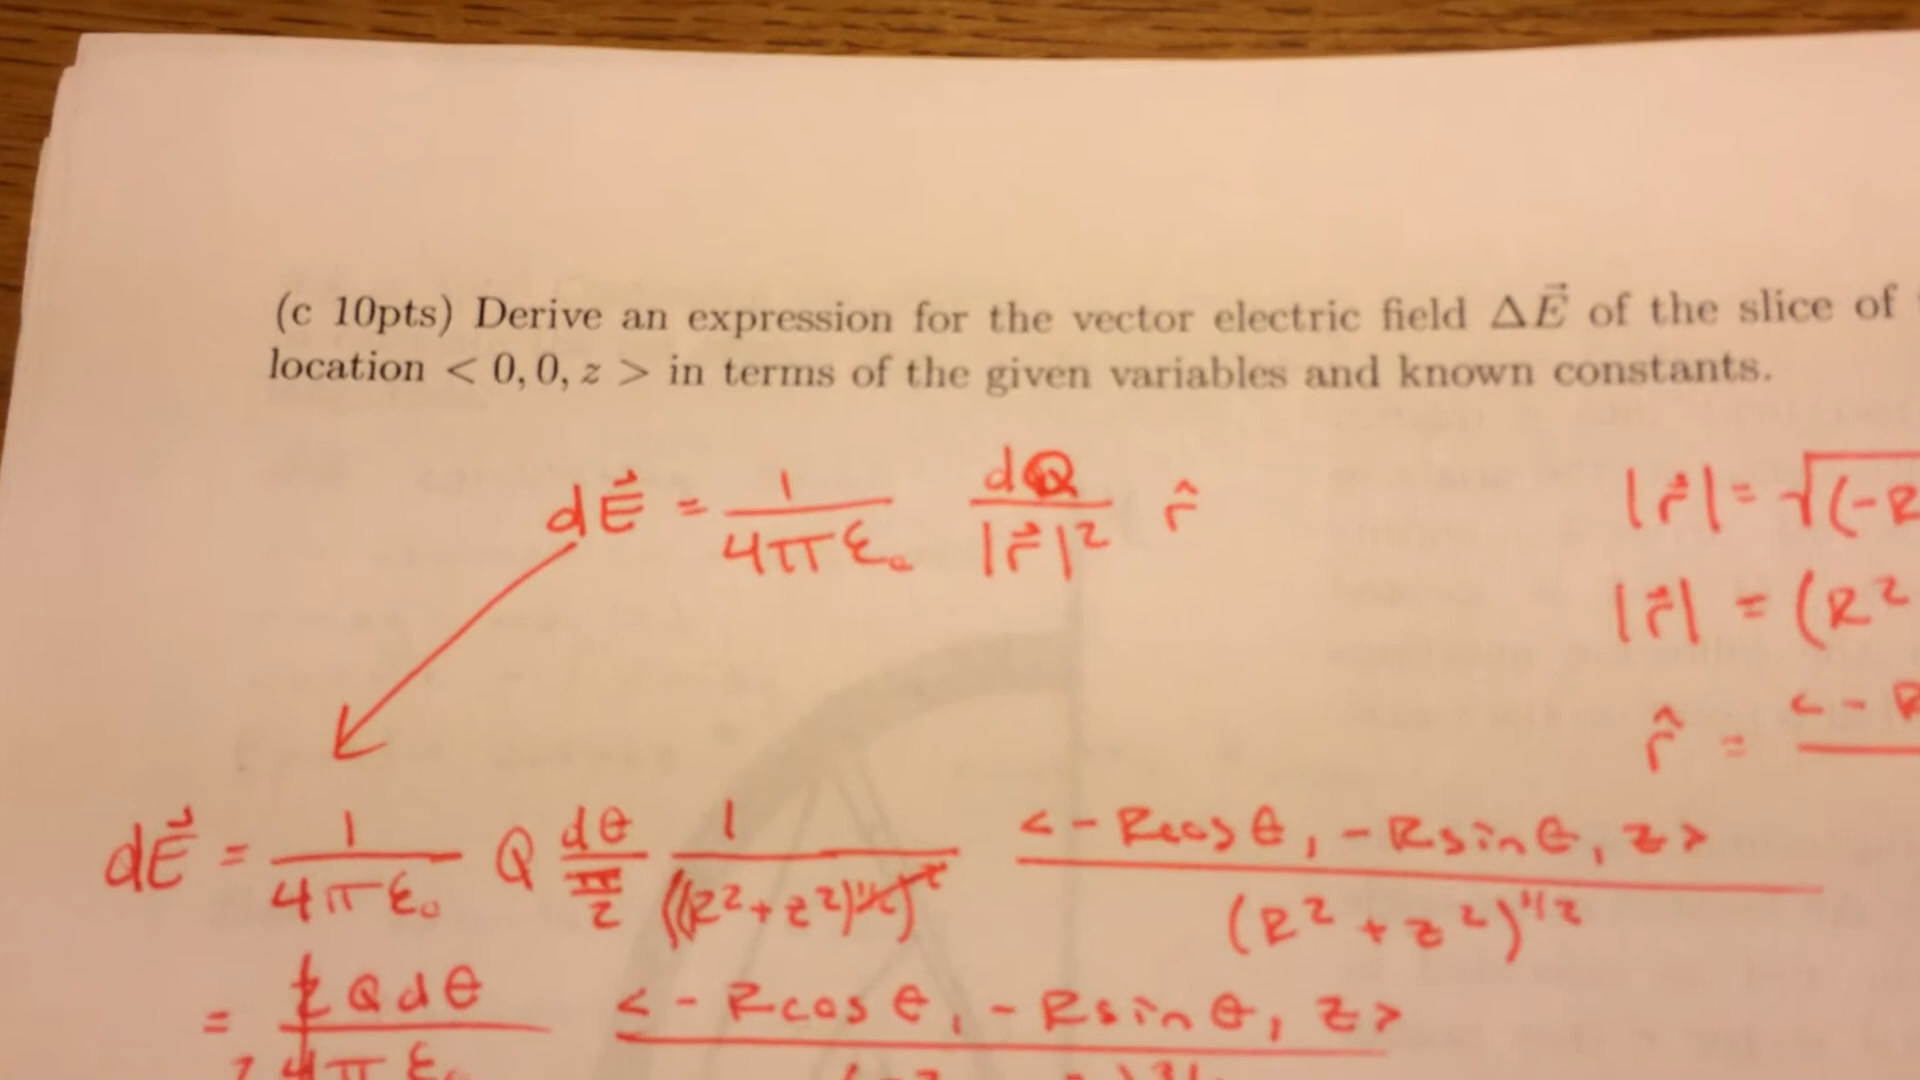 (c 10pts) Derive an expression for the vector electric field ΔE⃗ of the slice of
location < 0, 0, z > in terms of the given variables and known constants.
dE⃗ = 1/(4πε₀) dQ/|r⃗|² r̂
|r⃗| = √(-R
|r⃗| = (R²
r̂ = <-R
dE⃗ = 1/(4πε₀) Q dθ/(π/2) 1/((R²+z²)^1/2)² <-Rcosθ, -Rsinθ, z>/(R²+z²)^1/2
= 2Qdθ/ <-Rcosθ, -Rsinθ, z>
4πε₀